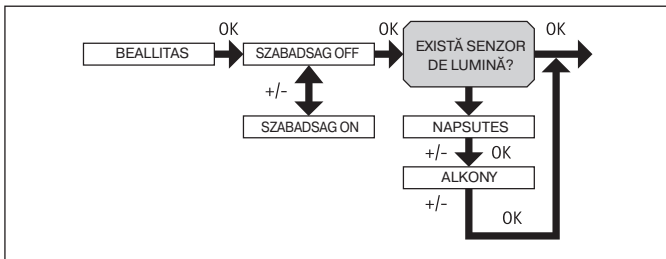 OK
OK
OK
BEALLITAS
SZABADSAG OFF
EXISTĂ SENZOR
DE LUMINĂ?
+/-
SZABADSAG ON
NAPSUTES
+/-
OK
ALKONY
+/-
OK